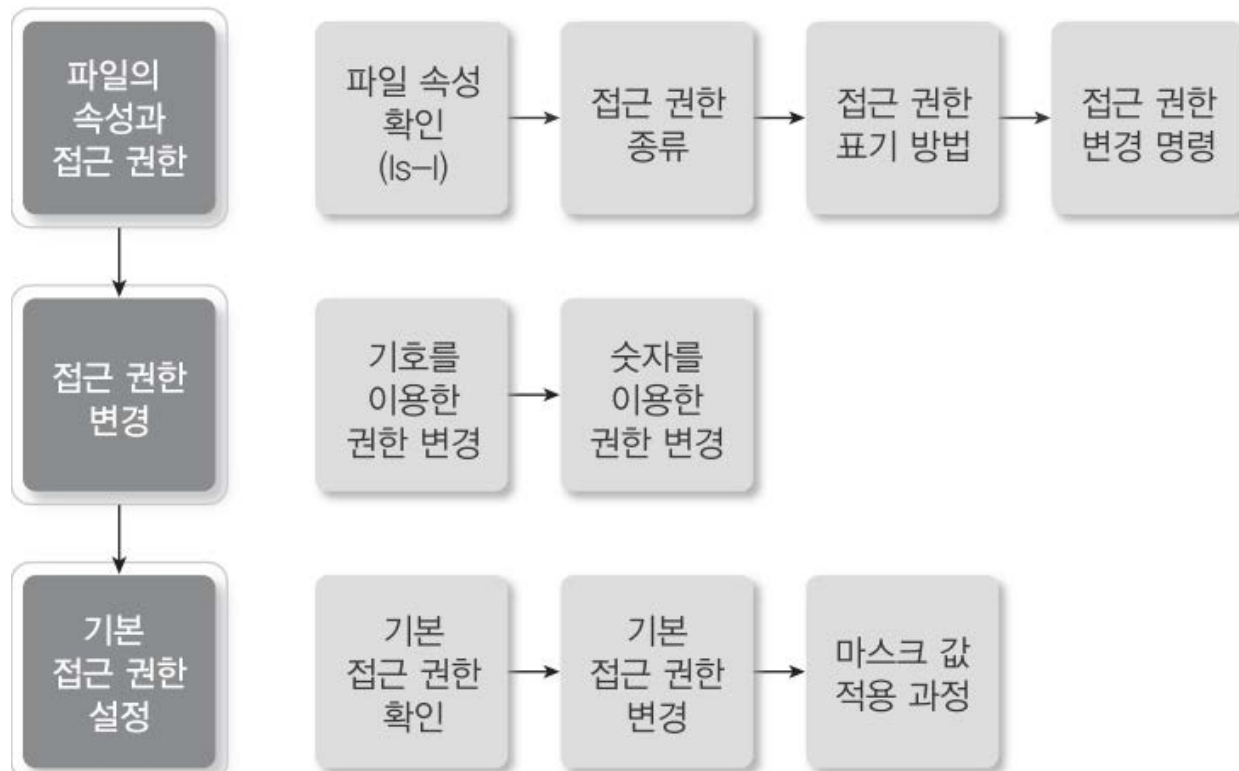 파일의
속성과
접근 권한
파일 속성
확인
(ls–l)
접근 권한
종류
접근 권한
표기 방법
접근 권한
변경 명령
접근 권한
변경
기호를
이용한
권한 변경
숫자를
이용한
권한 변경
기본
접근 권한
설정
기본
접근 권한
확인
기본
접근 권한
변경
마스크 값
적용 과정